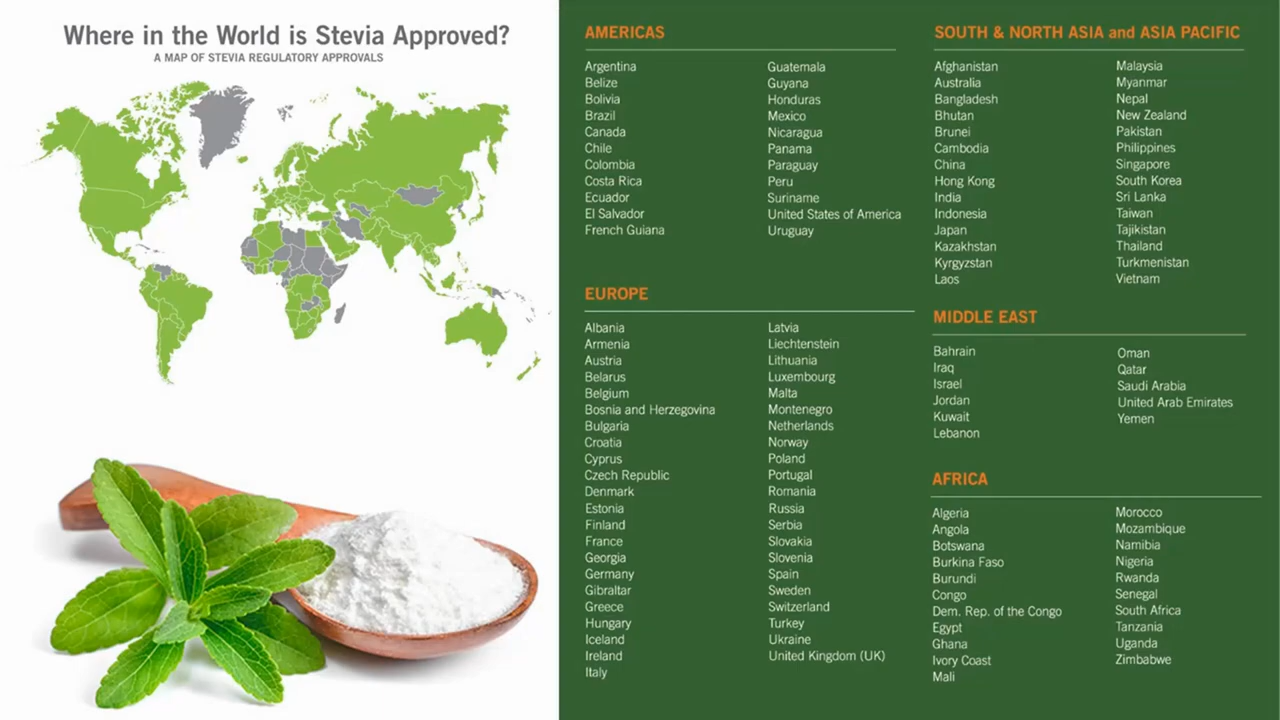 Where in the World is Stevia Approved?
A MAP OF STEVIA REGULATORY APPROVALS
AMERICAS
Argentina
Belize
Bolivia
Brazil
Canada
Chile
Colombia
Costa Rica
Ecuador
El Salvador
French Guiana
Guatemala
Guyana
Honduras
Mexico
Nicaragua
Panama
Paraguay
Peru
Suriname
United States of America
Uruguay
EUROPE
Albania
Armenia
Austria
Belarus
Belgium
Bosnia and Herzegovina
Bulgaria
Croatia
Cyprus
Czech Republic
Denmark
Estonia
Finland
France
Georgia
Germany
Gibraltar
Greece
Hungary
Iceland
Ireland
Italy
Latvia
Liechtenstein
Lithuania
Luxembourg
Malta
Montenegro
Netherlands
Norway
Poland
Portugal
Romania
Russia
Serbia
Slovakia
Slovenia
Spain
Sweden
Switzerland
Turkey
Ukraine
United Kingdom (UK)
SOUTH & NORTH ASIA and ASIA PACIFIC
Afghanistan
Australia
Bangladesh
Bhutan
Brunei
Cambodia
China
Hong Kong
India
Indonesia
Japan
Kazakhstan
Kyrgyzstan
Laos
Malaysia
Myanmar
Nepal
New Zealand
Pakistan
Philippines
Singapore
South Korea
Sri Lanka
Taiwan
Tajikistan
Thailand
Turkmenistan
Vietnam
MIDDLE EAST
Bahrain
Iraq
Israel
Jordan
Kuwait
Lebanon
Oman
Qatar
Saudi Arabia
United Arab Emirates
Yemen
AFRICA
Algeria
Angola
Botswana
Burkina Faso
Burundi
Congo
Dem. Rep. of the Congo
Egypt
Ghana
Ivory Coast
Mali
Morocco
Mozambique
Namibia
Nigeria
Rwanda
Senegal
South Africa
Tanzania
Uganda
Zimbabwe